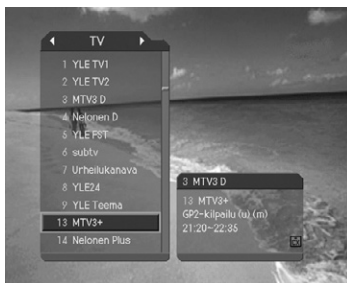 TV
1 YLE TV1
2 YLE TV2
3 MTV3 D
4 Nelonen D
5 YLE FST
6 subtv
7 Urheilukanava
8 YLE24
9 YLE Teema
13 MTV3+
14 Nelonen Plus
3 MTV3 D
13 MTV3+
GP2-kilpailu (u) (m)
21:20~22:35